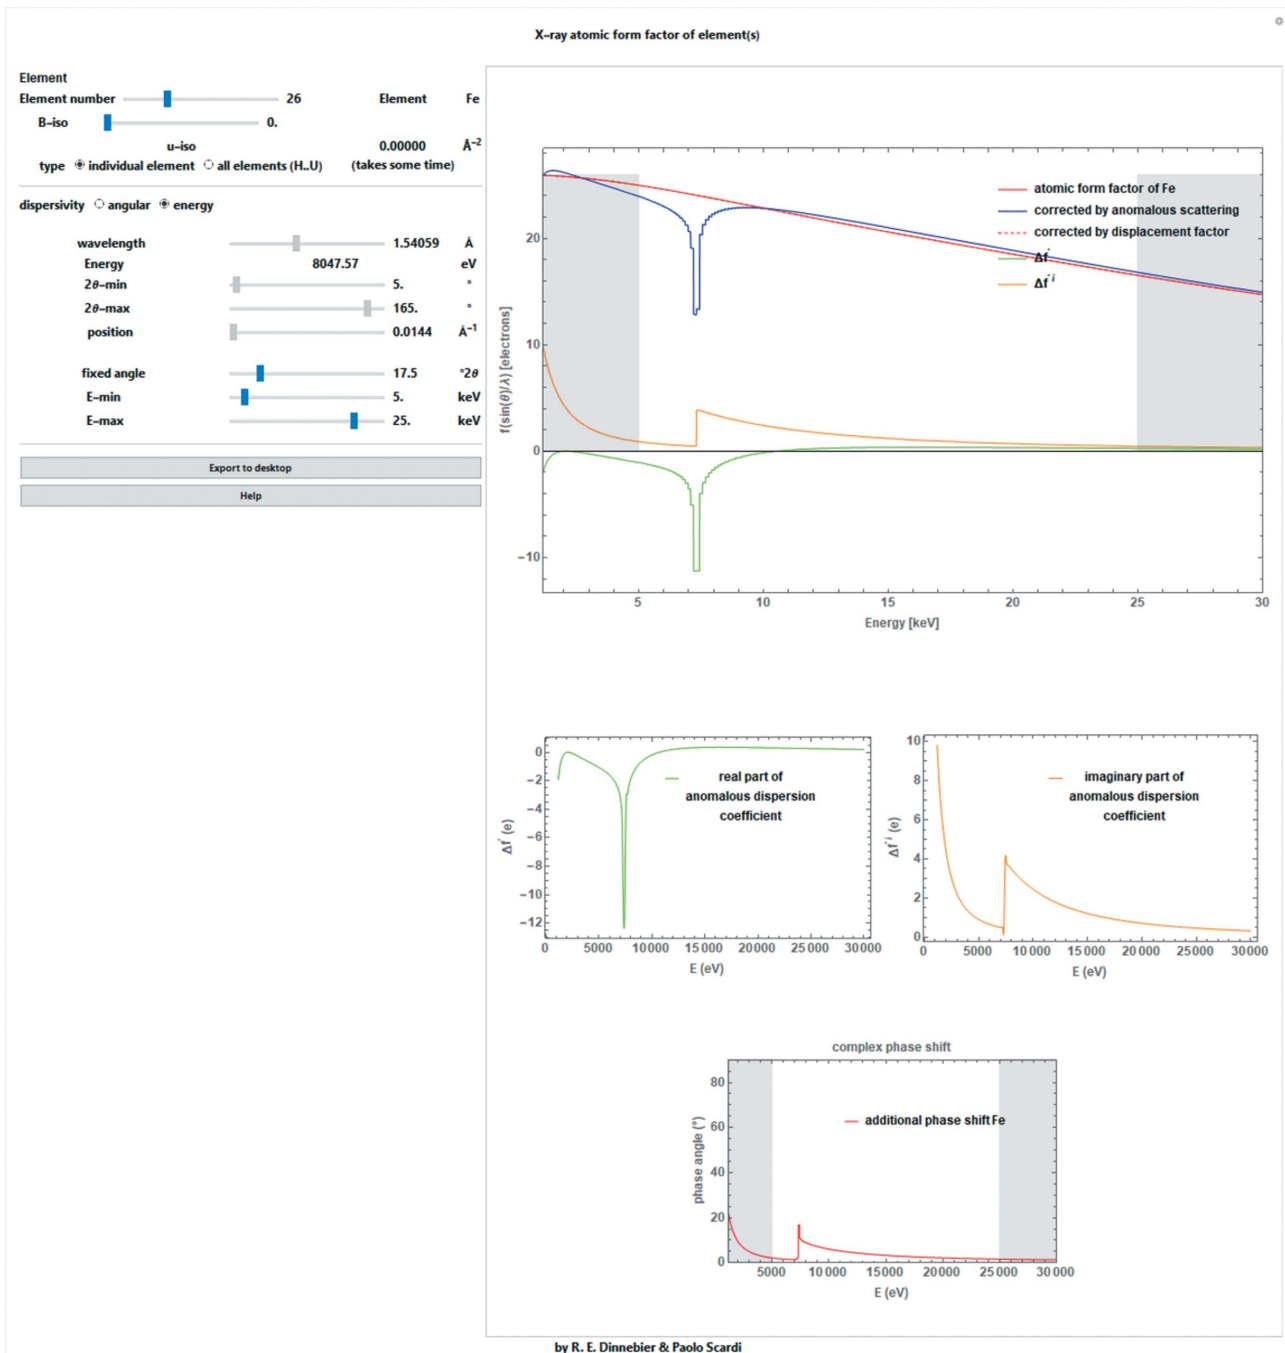 X-ray atomic form factor of element(s)
Element
Element number 26 Element Fe
B-iso 0.
u-iso 0.00000 Å⁻²
type individual element all elements (H..U) (takes some time)
dispersivity angular energy
wavelength 1.54059 Å
Energy 8047.57 eV
2θ-min 5. °
2θ-max 165. °
position 0.0144 Å⁻¹
fixed angle 17.5 °2θ
E-min 5. keV
E-max 25. keV
Export to desktop
Help
atomic form factor of Fe
corrected by anomalous scattering
corrected by displacement factor
Δf'
Δf'' i
f(sin(θ)/λ) [electrons]
20
10
0
−10
5 10 15 20 25 30
Energy [keV]
real part of
anomalous dispersion
coefficient
Δf' (e)
0
−2
−4
−6
−8
−10
−12
0 5000 10000 15000 20000 25000 30000
E (eV)
imaginary part of
anomalous dispersion
coefficient
Δf'' i (e)
10
8
6
4
2
0
0 5000 10000 15000 20000 25000 30000
E (eV)
complex phase shift
additional phase shift Fe
phase angle (°)
80
60
40
20
0
5000 10000 15000 20000 25000 30000
E (eV)
by R. E. Dinnebier & Paolo Scardi